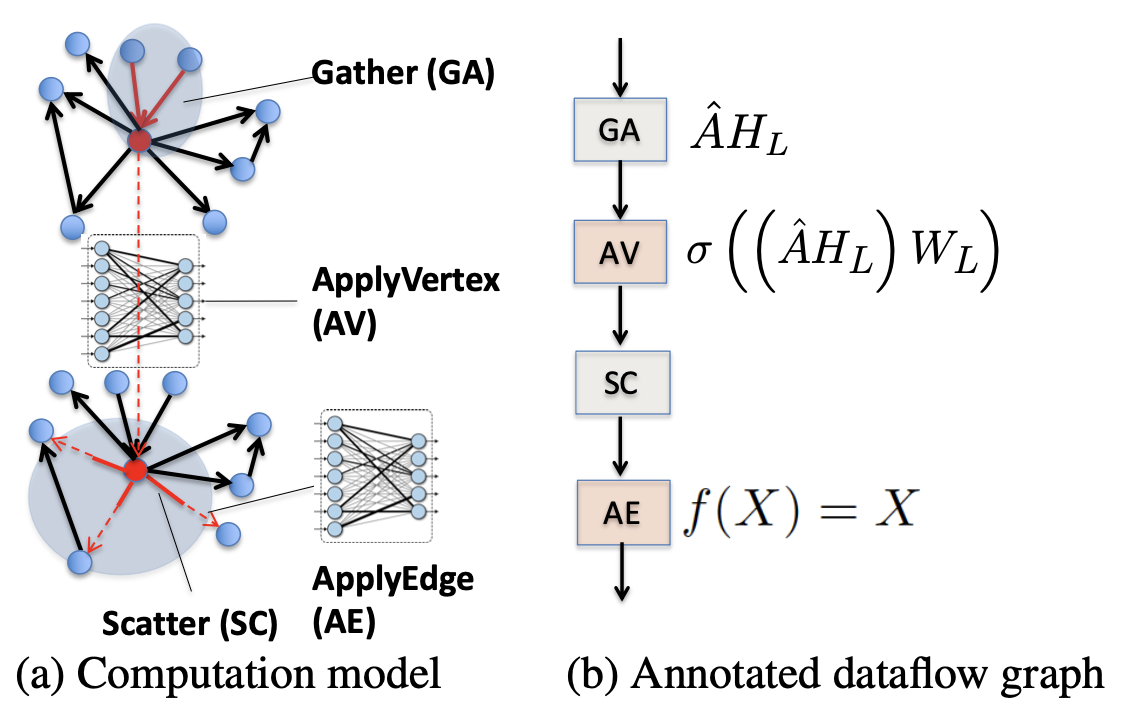 Gather (GA)
ApplyVertex
(AV)
ApplyEdge
(AE)
Scatter (SC)
(a) Computation model
GA
ÂH_L
AV
σ((ÂH_L) W_L)
SC
AE
f(X) = X
(b) Annotated dataflow graph